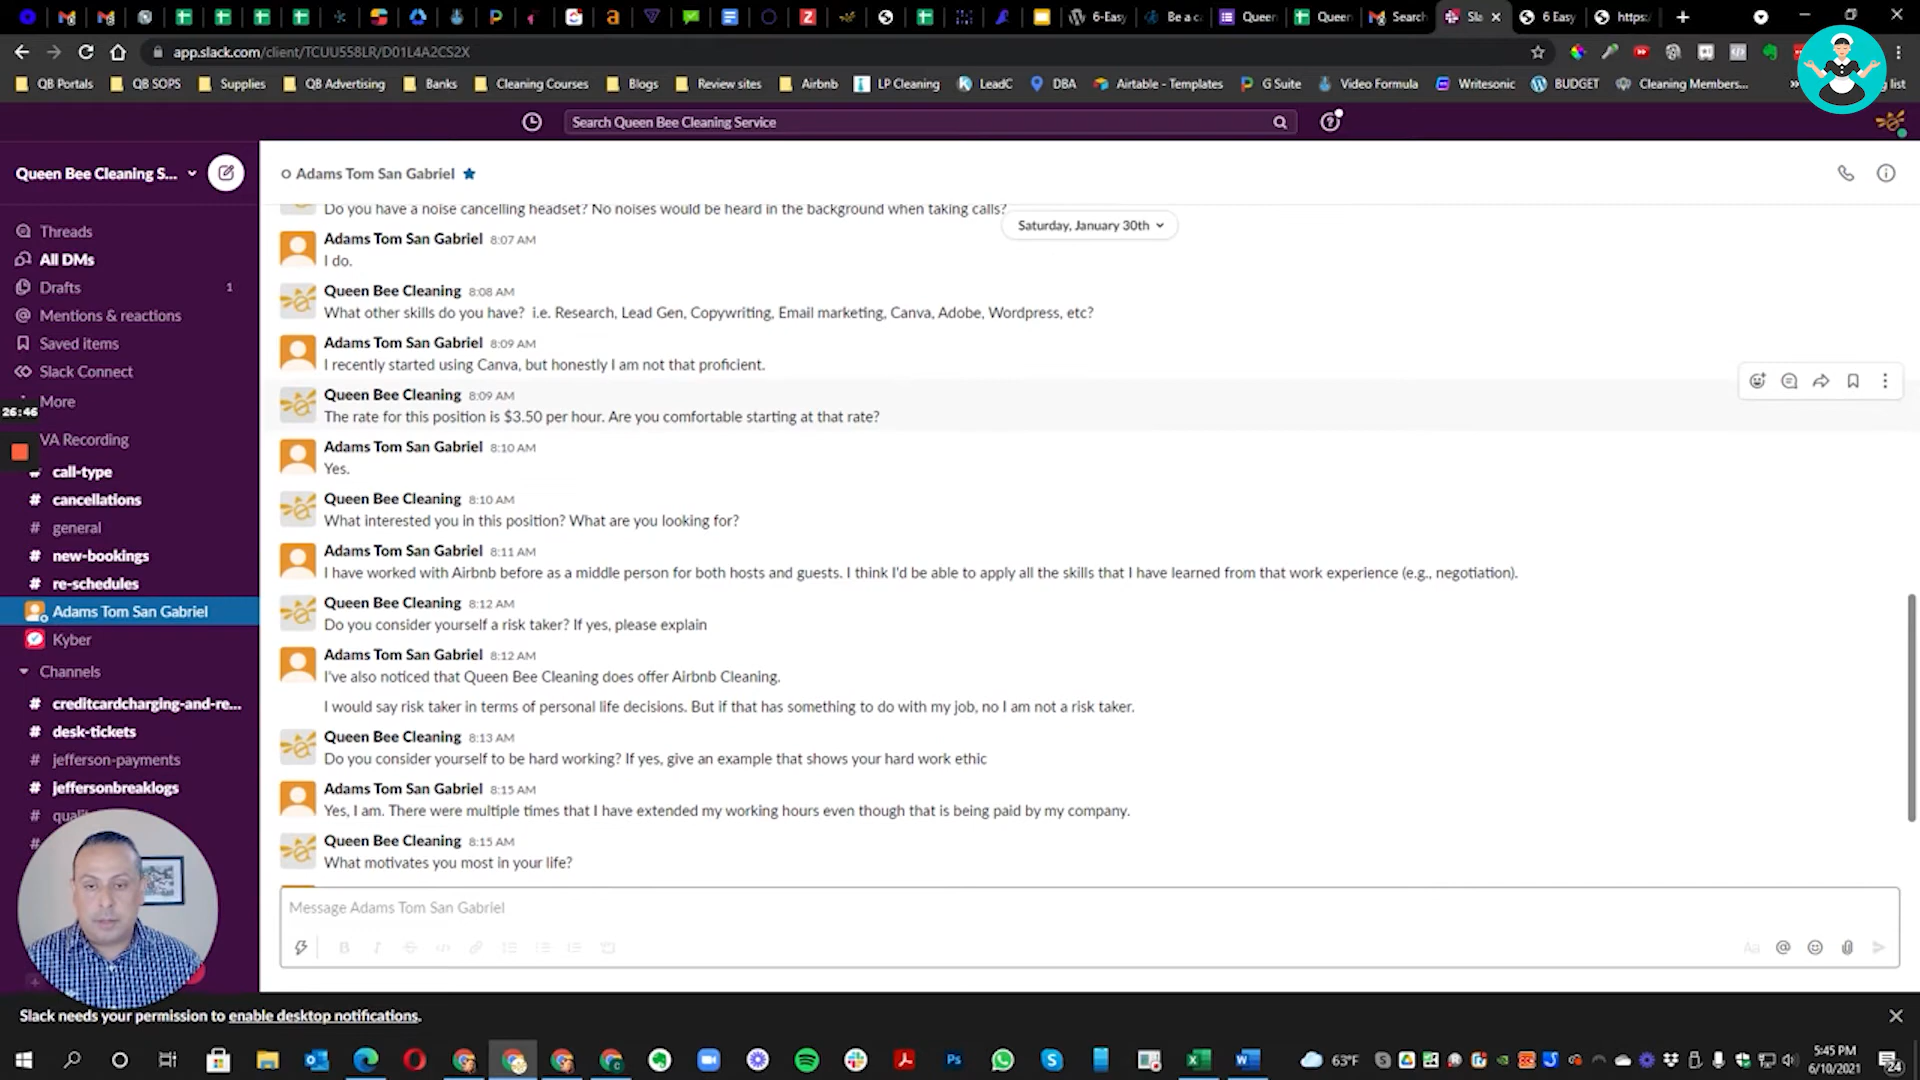 6-Easy
Be a c
Queen
Queen
Search
Sla
6 Easy
https:
app.slack.com/client/TCUU558LR/D01L4A2CS2X
QB Portals
QB SOPS
Supplies
QB Advertising
Banks
Cleaning Courses
Blogs
Review sites
Airbnb
LP Cleaning
LeadC
DBA
Airtable - Templates
G Suite
Video Formula
Writesonic
BUDGET
Cleaning Members...
g list
Search Queen Bee Cleaning Service
Queen Bee Cleaning S...
Threads
All DMs
Drafts 1
Mentions & reactions
Saved items
Slack Connect
More
26:46
VA Recording
# call-type
# cancellations
# general
# new-bookings
# re-schedules
Adams Tom San Gabriel
Kyber
Channels
# creditcardcharging-and-re...
# desk-tickets
# jefferson-payments
# jeffersonbreaklogs
# quali
Adams Tom San Gabriel
Do you have a noise cancelling headset? No noises would be heard in the background when taking calls?
Saturday, January 30th
Adams Tom San Gabriel 8:07 AM
I do.
Queen Bee Cleaning 8:08 AM
What other skills do you have? i.e. Research, Lead Gen, Copywriting, Email marketing, Canva, Adobe, Wordpress, etc?
Adams Tom San Gabriel 8:09 AM
I recently started using Canva, but honestly I am not that proficient.
Queen Bee Cleaning 8:09 AM
The rate for this position is $3.50 per hour. Are you comfortable starting at that rate?
Adams Tom San Gabriel 8:10 AM
Yes.
Queen Bee Cleaning 8:10 AM
What interested you in this position? What are you looking for?
Adams Tom San Gabriel 8:11 AM
I have worked with Airbnb before as a middle person for both hosts and guests. I think I'd be able to apply all the skills that I have learned from that work experience (e.g., negotiation).
Queen Bee Cleaning 8:12 AM
Do you consider yourself a risk taker? If yes, please explain
Adams Tom San Gabriel 8:12 AM
I've also noticed that Queen Bee Cleaning does offer Airbnb Cleaning.
I would say risk taker in terms of personal life decisions. But if that has something to do with my job, no I am not a risk taker.
Queen Bee Cleaning 8:13 AM
Do you consider yourself to be hard working? If yes, give an example that shows your hard work ethic
Adams Tom San Gabriel 8:15 AM
Yes, I am. There were multiple times that I have extended my working hours even though that is being paid by my company.
Queen Bee Cleaning 8:15 AM
What motivates you most in your life?
Message Adams Tom San Gabriel
Slack needs your permission to enable desktop notifications.
63°F
5:45 PM
6/10/2021
24